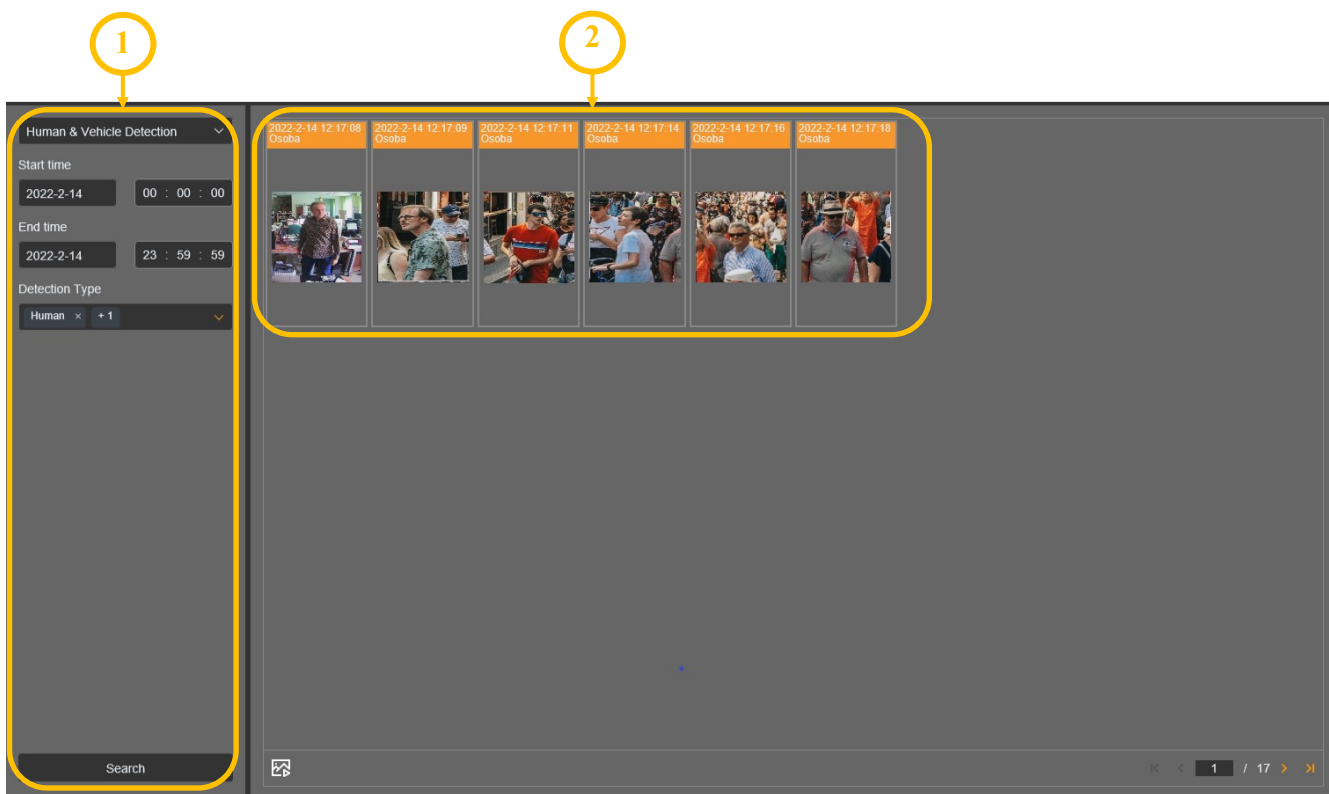 1
2
Human & Vehicle Detection
Start time
2022-2-14 00 : 00 : 00
End time
2022-2-14 23 : 59 : 59
Detection Type
Human × + 1
Search
2022-2-14 12:17:08
Osoba
2022-2-14 12:17:09
Osoba
2022-2-14 12:17:11
Osoba
2022-2-14 12:17:14
Osoba
2022-2-14 12:17:16
Osoba
2022-2-14 12:17:18
Osoba
1 / 17